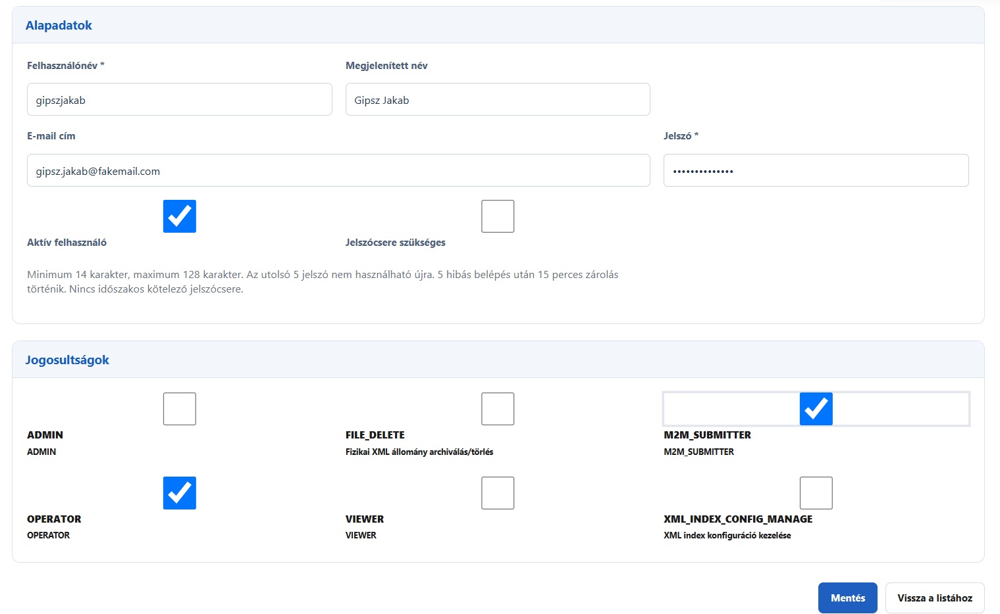 Alapadatok
Felhasználónév *
Megjelenített név
gipszjakab
Gipsz Jakab
E-mail cím
Jelszó *
gipsz.jakab@fakemail.com
••••••••••••••
Aktív felhasználó
Jelszócsere szükséges
Minimum 14 karakter, maximum 128 karakter. Az utolsó 5 jelszó nem használható újra. 5 hibás belépés után 15 perces zárolás
történik. Nincs időszakos kötelező jelszócsere.
Jogosultságok
ADMIN
ADMIN
FILE_DELETE
Fizikai XML állomány archiválás/törlés
M2M_SUBMITTER
M2M_SUBMITTER
OPERATOR
OPERATOR
VIEWER
VIEWER
XML_INDEX_CONFIG_MANAGE
XML index konfiguráció kezelése
Mentés
Vissza a listához